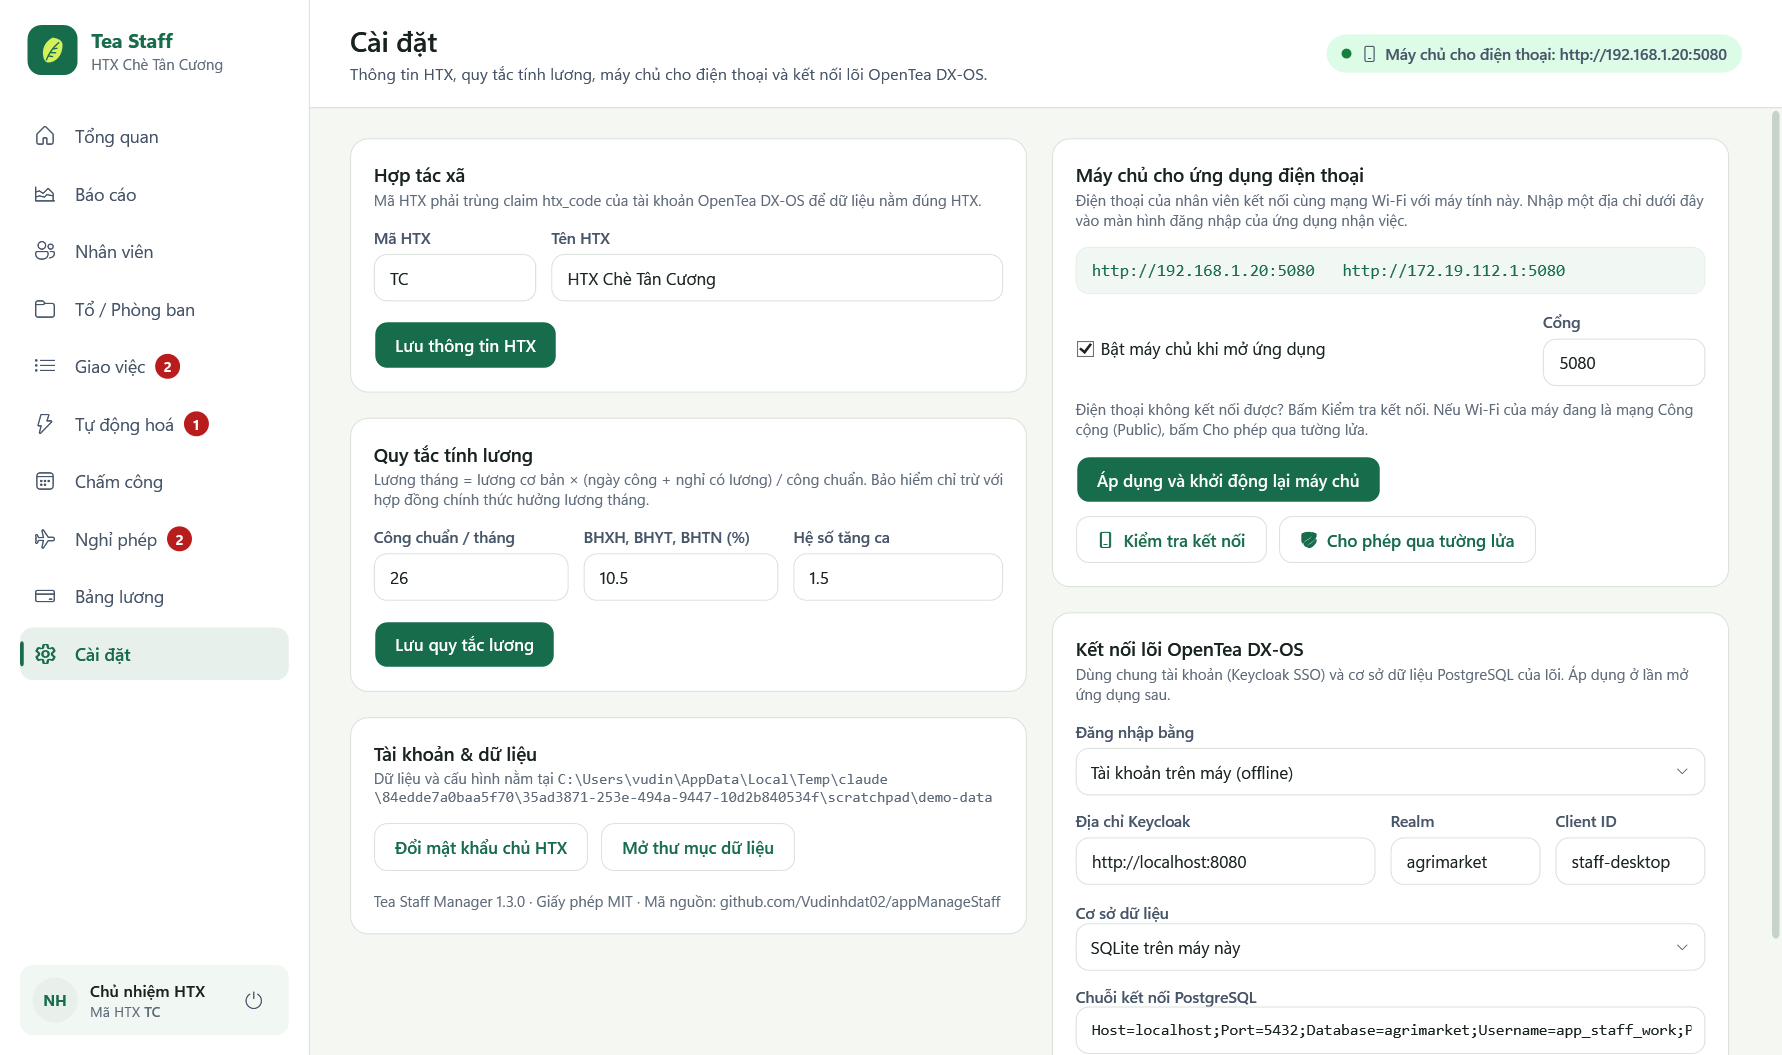 Tea Staff
HTX Chè Tân Cương
Tổng quan
Báo cáo
Nhân viên
Tổ / Phòng ban
Giao việc 2
Tự động hoá 1
Chấm công
Nghỉ phép 2
Bảng lương
Cài đặt
NH
Chủ nhiệm HTX
Mã HTX TC
Cài đặt
Thông tin HTX, quy tắc tính lương, máy chủ cho điện thoại và kết nối lõi OpenTea DX-OS.
Máy chủ cho điện thoại: http://192.168.1.20:5080
Hợp tác xã
Mã HTX phải trùng claim htx_code của tài khoản OpenTea DX-OS để dữ liệu nằm đúng HTX.
Mã HTX Tên HTX
TC HTX Chè Tân Cương
Lưu thông tin HTX
Quy tắc tính lương
Lương tháng = lương cơ bản × (ngày công + nghỉ có lương) / công chuẩn. Bảo hiểm chỉ trừ với
hợp đồng chính thức hưởng lương tháng.
Công chuẩn / tháng BHXH, BHYT, BHTN (%) Hệ số tăng ca
26 10.5 1.5
Lưu quy tắc lương
Tài khoản & dữ liệu
Dữ liệu và cấu hình nằm tại C:\Users\vudin\AppData\Local\Temp\claude
\84edde7a0baa5f70\35ad3871-253e-494a-9447-10d2b840534f\scratchpad\demo-data
Đổi mật khẩu chủ HTX Mở thư mục dữ liệu
Tea Staff Manager 1.3.0 · Giấy phép MIT · Mã nguồn: github.com/Vudinhdat02/appManageStaff
Máy chủ cho ứng dụng điện thoại
Điện thoại của nhân viên kết nối cùng mạng Wi-Fi với máy tính này. Nhập một địa chỉ dưới đây
vào màn hình đăng nhập của ứng dụng nhận việc.
http://192.168.1.20:5080 http://172.19.112.1:5080
Cổng
Bật máy chủ khi mở ứng dụng 5080
Điện thoại không kết nối được? Bấm Kiểm tra kết nối. Nếu Wi-Fi của máy đang là mạng Công
cộng (Public), bấm Cho phép qua tường lửa.
Áp dụng và khởi động lại máy chủ
Kiểm tra kết nối Cho phép qua tường lửa
Kết nối lõi OpenTea DX-OS
Dùng chung tài khoản (Keycloak SSO) và cơ sở dữ liệu PostgreSQL của lõi. Áp dụng ở lần mở
ứng dụng sau.
Đăng nhập bằng
Tài khoản trên máy (offline)
Địa chỉ Keycloak Realm Client ID
http://localhost:8080 agrimarket staff-desktop
Cơ sở dữ liệu
SQLite trên máy này
Chuỗi kết nối PostgreSQL
Host=localhost;Port=5432;Database=agrimarket;Username=app_staff_work;P